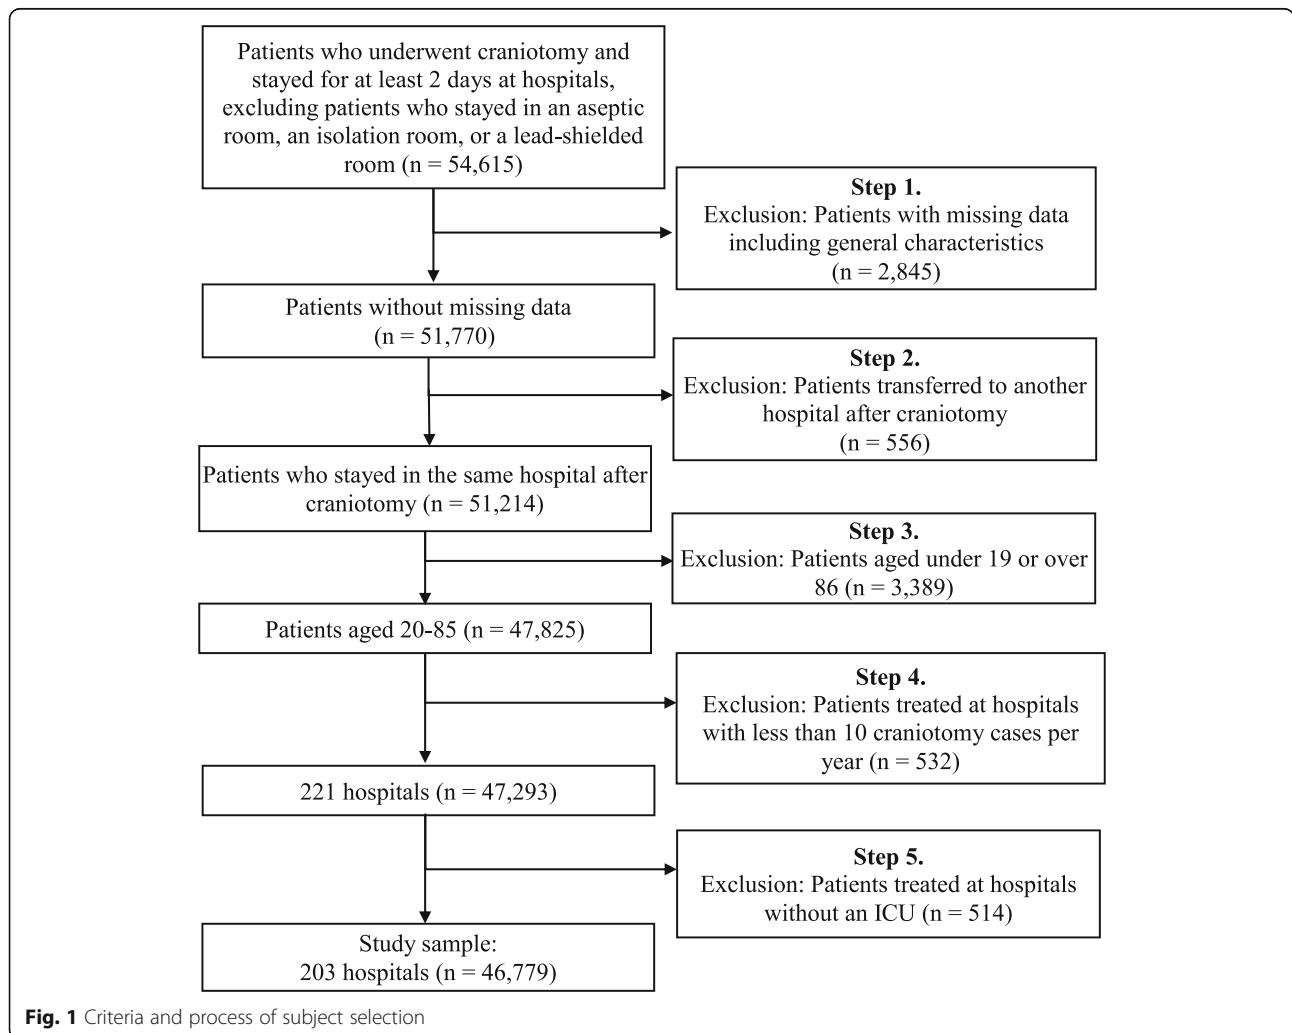 Patients who underwent craniotomy and
stayed for at least 2 days at hospitals,
excluding patients who stayed in an aseptic
room, an isolation room, or a lead-shielded
room (n = 54,615)
Step 1.
Exclusion: Patients with missing data
including general characteristics
(n = 2,845)
Patients without missing data
(n = 51,770)
Step 2.
Exclusion: Patients transferred to another
hospital after craniotomy
(n = 556)
Patients who stayed in the same hospital after
craniotomy (n = 51,214)
Step 3.
Exclusion: Patients aged under 19 or over
86 (n = 3,389)
Patients aged 20-85 (n = 47,825)
Step 4.
Exclusion: Patients treated at hospitals
with less than 10 craniotomy cases per
year (n = 532)
221 hospitals (n = 47,293)
Step 5.
Exclusion: Patients treated at hospitals
without an ICU (n = 514)
Study sample:
203 hospitals (n = 46,779)
Fig. 1 Criteria and process of subject selection